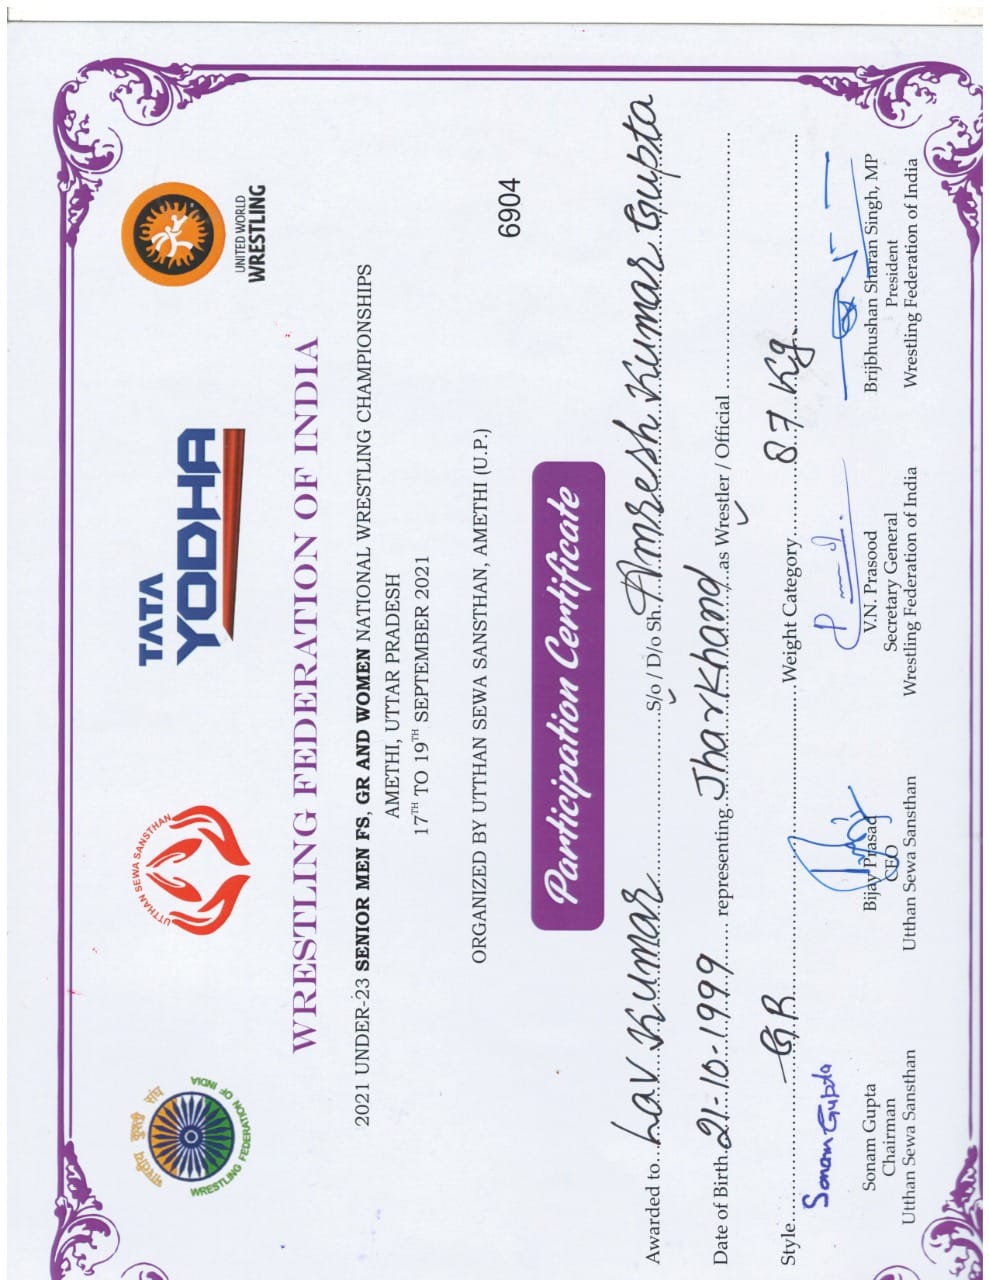 भारतीय कुश्ती संघ
WRESTLING FEDERATION OF INDIA
UTTHAN SEWA SANSTHAN
TATA
YODHA
UNITED WORLD
WRESTLING
WRESTLING FEDERATION OF INDIA
2021 UNDER-23 SENIOR MEN FS, GR AND WOMEN NATIONAL WRESTLING CHAMPIONSHIPS
AMETHI, UTTAR PRADESH
17TH TO 19TH SEPTEMBER 2021
ORGANIZED BY UTTHAN SEWA SANSTHAN, AMETHI (U.P.)
6904
Participation Certificate
Awarded to Lav Kumar S/o / D/o Sh. Amresh Kumar Gupta
Date of Birth 21-10-1999 representing Jharkhand as Wrestler / Official
Style GR Weight Category 87 Kg.
Sonam Gupta
Sonam Gupta Bijay Prasad V.N. Prasood Brijbhushan Sharan Singh, MP
Chairman CEO Secretary General President
Utthan Sewa Sansthan Utthan Sewa Sansthan Wrestling Federation of India Wrestling Federation of India